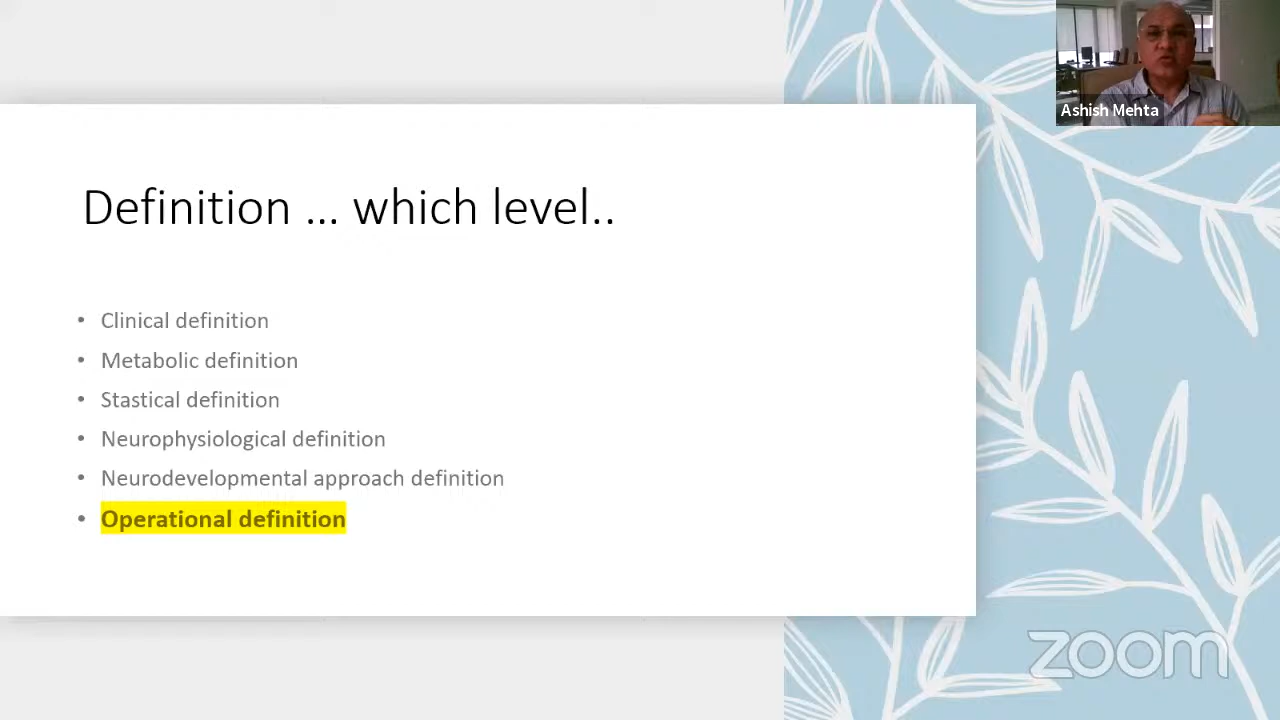 Ashish Mehta
Definition ... which level..
• Clinical definition
• Metabolic definition
• Stastical definition
• Neurophysiological definition
• Neurodevelopmental approach definition
• Operational definition
zoom